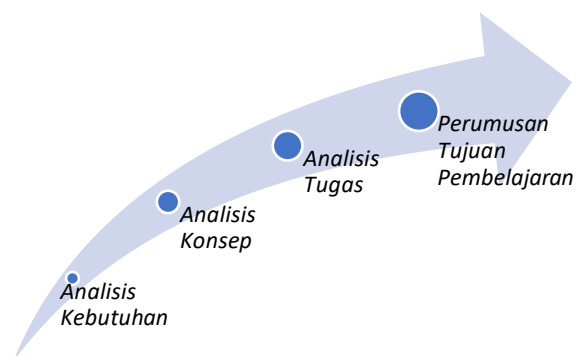 Analisis
Kebutuhan
Analisis
Konsep
Analisis
Tugas
Perumusan
Tujuan
Pembelajaran